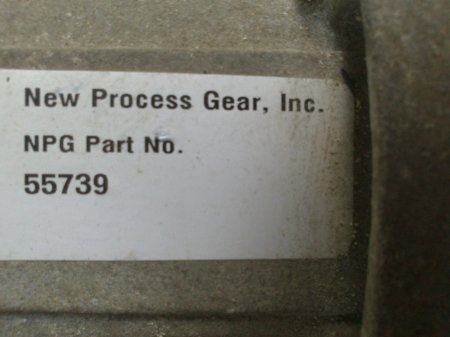 New Process Gear, Inc.
NPG Part No.
55739